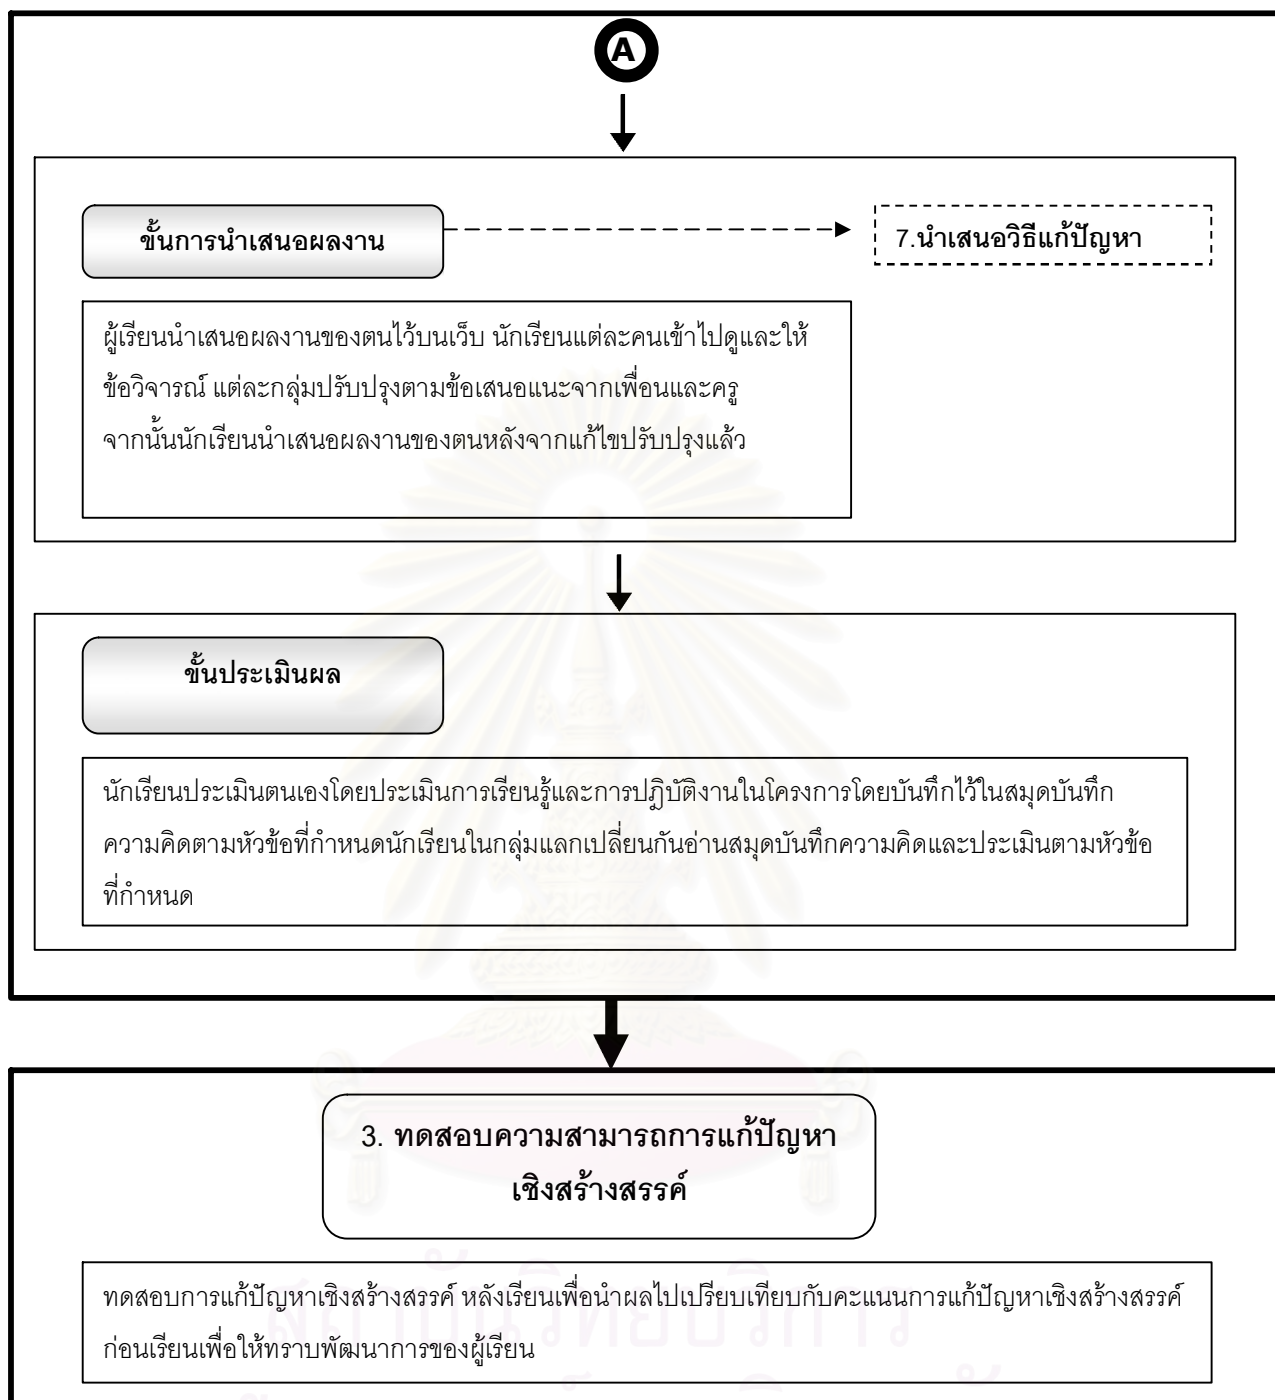 A
ขั้นการนำเสนอผลงาน
7.นำเสนอวิธีแก้ปัญหา
ผู้เรียนนำเสนอผลงานของตนไว้บนเว็บ นักเรียนแต่ละคนเข้าไปดูและให้
ข้อวิจารณ์ แต่ละกลุ่มปรับปรุงตามข้อเสนอแนะจากเพื่อนและครู
จากนั้นนักเรียนนำเสนอผลงานของตนหลังจากแก้ไขปรับปรุงแล้ว
ขั้นประเมินผล
นักเรียนประเมินตนเองโดยประเมินการเรียนรู้และการปฏิบัติงานในโครงการโดยบันทึกไว้ในสมุดบันทึก
ความคิดตามหัวข้อที่กำหนดนักเรียนในกลุ่มแลกเปลี่ยนกันอ่านสมุดบันทึกความคิดและประเมินตามหัวข้อ
ที่กำหนด
3. ทดสอบความสามารถการแก้ปัญหา
เชิงสร้างสรรค์
ทดสอบการแก้ปัญหาเชิงสร้างสรรค์ หลังเรียนเพื่อนำผลไปเปรียบเทียบกับคะแนนการแก้ปัญหาเชิงสร้างสรรค์
ก่อนเรียนเพื่อให้ทราบพัฒนาการของผู้เรียน
สถาบันวิทยบริการ